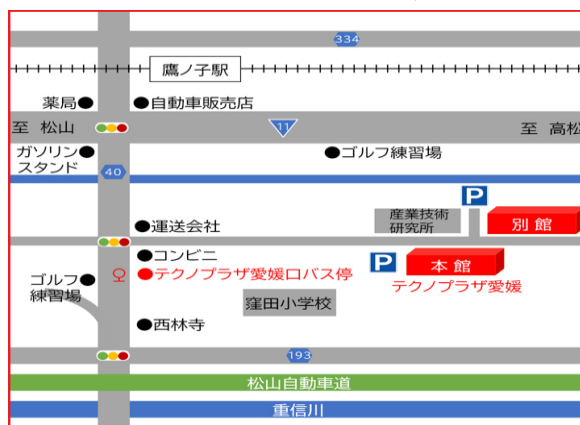 334
鷹ノ子駅
薬局
自動車販売店
至 松山
11
至 高松
ガソリン
スタンド
ゴルフ練習場
40
P
産業技術
研究所
別館
運送会社
コンビニ
テクノプラザ愛媛口バス停
P
本館
テクノプラザ愛媛
ゴルフ
練習場
窪田小学校
西林寺
193
松山自動車道
重信川